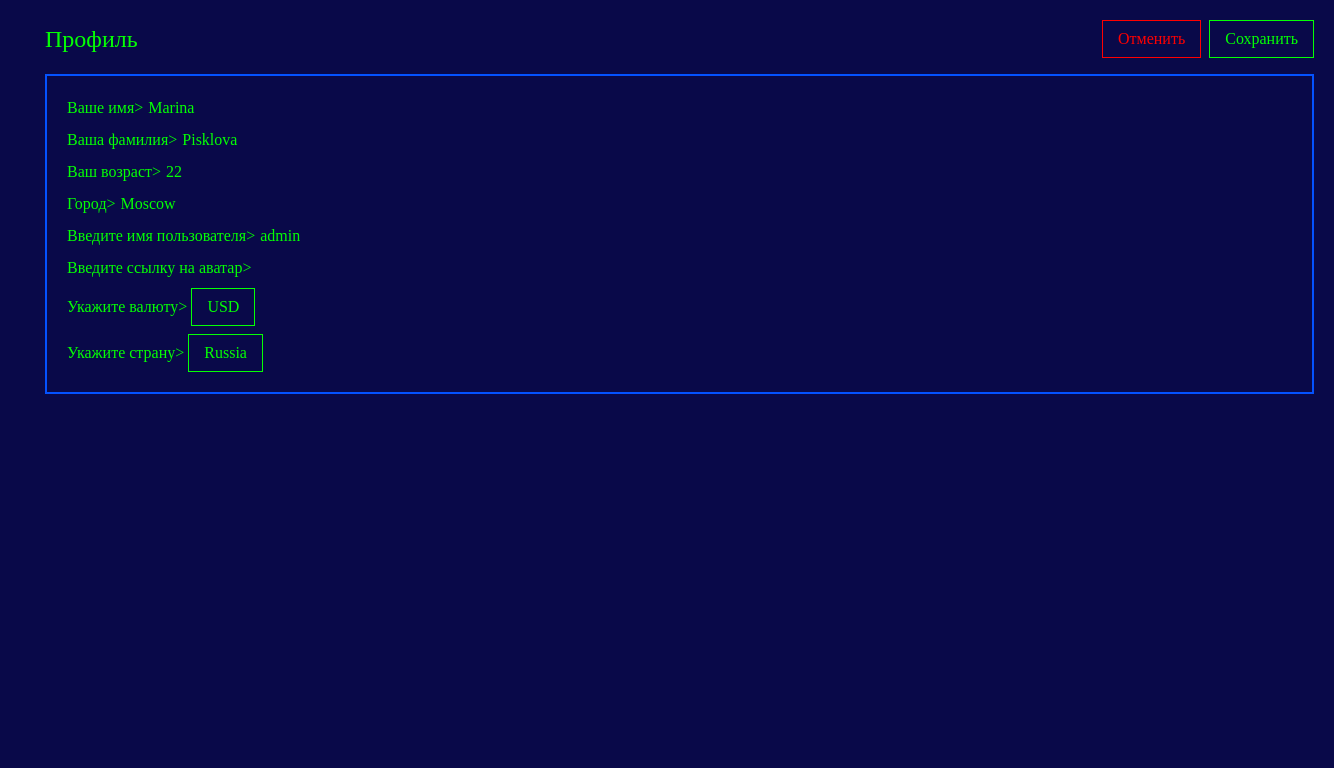 Профиль
Отменить Сохранить
Ваше имя> Marina
Ваша фамилия> Pisklova
Ваш возраст> 22
Город> Moscow
Введите имя пользователя> admin
Введите ссылку на аватар>
Укажите валюту> USD
Укажите страну> Russia